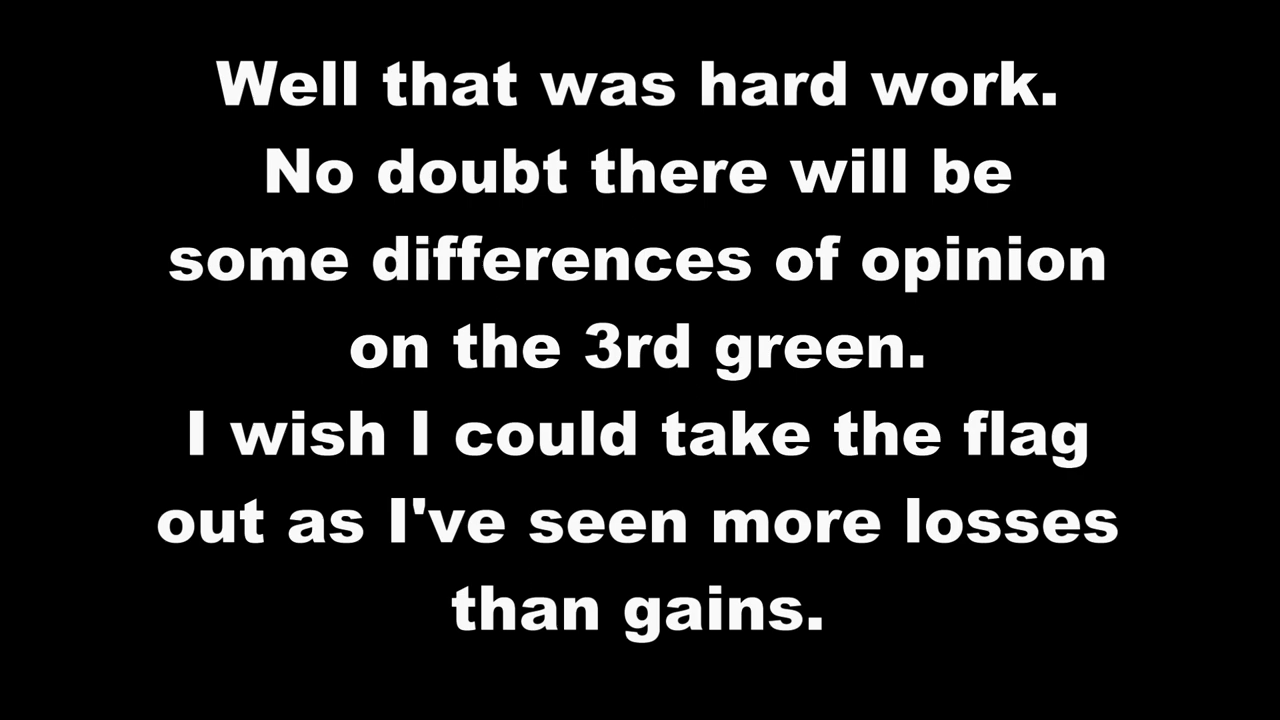 Well that was hard work.
No doubt there will be
some differences of opinion
on the 3rd green.
I wish I could take the flag
out as I've seen more losses
than gains.